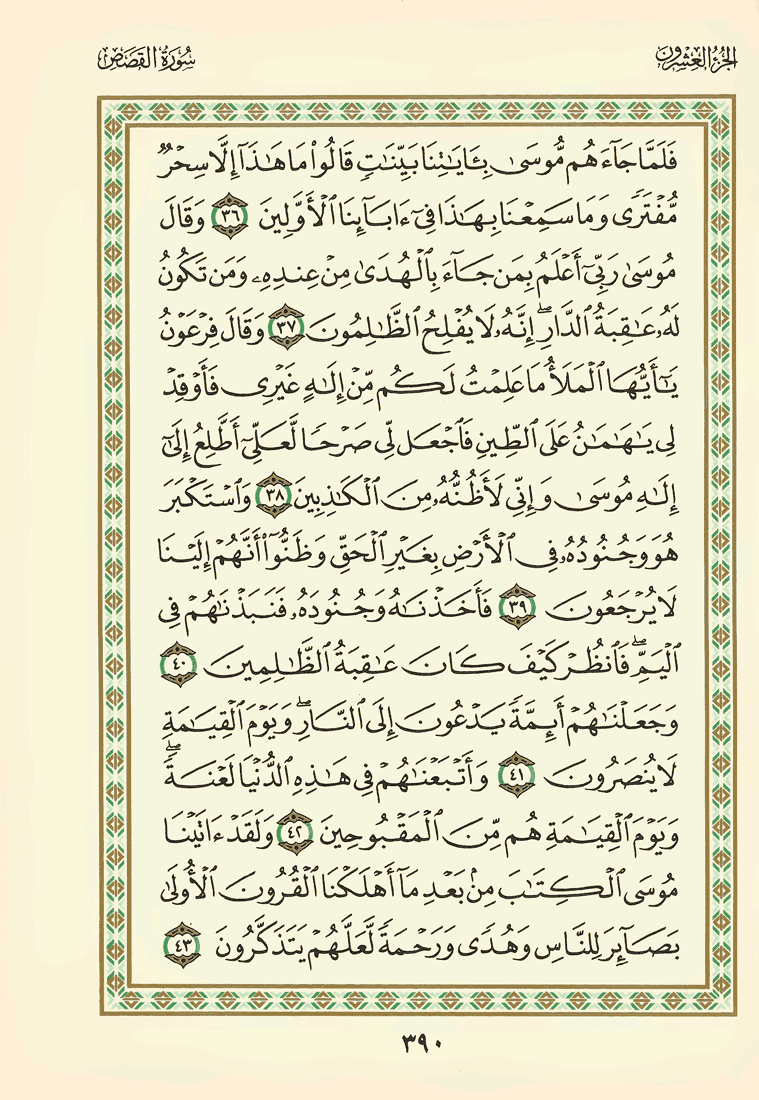 الجزء العشرون
سورة القصص
فَلَمَّا جَآءَهُم مُّوسَىٰ بِـَٔايَٰتِنَا بَيِّنَٰتٖ قَالُواْ مَا هَٰذَآ إِلَّا سِحۡرٞ
مُّفۡتَرٗى وَمَا سَمِعۡنَا بِهَٰذَا فِيٓ ءَابَآئِنَا ٱلۡأَوَّلِينَ ٣٦ وَقَالَ
مُوسَىٰ رَبِّيٓ أَعۡلَمُ بِمَن جَآءَ بِٱلۡهُدَىٰ مِنۡ عِندِهِۦ وَمَن تَكُونُ
لَهُۥ عَٰقِبَةُ ٱلدَّارِۚ إِنَّهُۥ لَا يُفۡلِحُ ٱلظَّٰلِمُونَ ٣٧ وَقَالَ فِرۡعَوۡنُ
يَٰٓأَيُّهَا ٱلۡمَلَأُ مَا عَلِمۡتُ لَكُم مِّنۡ إِلَٰهٍ غَيۡرِي فَأَوۡقِدۡ
لِي يَٰهَٰمَٰنُ عَلَى ٱلطِّينِ فَٱجۡعَل لِّي صَرۡحٗا لَّعَلِّيٓ أَطَّلِعُ إِلَىٰٓ
إِلَٰهِ مُوسَىٰ وَإِنِّي لَأَظُنُّهُۥ مِنَ ٱلۡكَٰذِبِينَ ٣٨ وَٱسۡتَكۡبَرَ
هُوَ وَجُنُودُهُۥ فِي ٱلۡأَرۡضِ بِغَيۡرِ ٱلۡحَقِّ وَظَنُّوٓاْ أَنَّهُمۡ إِلَيۡنَا
لَا يُرۡجَعُونَ ٣٩ فَأَخَذۡنَٰهُ وَجُنُودَهُۥ فَنَبَذۡنَٰهُمۡ فِي
ٱلۡيَمِّۖ فَٱنظُرۡ كَيۡفَ كَانَ عَٰقِبَةُ ٱلظَّٰلِمِينَ ٤٠
وَجَعَلۡنَٰهُمۡ أَئِمَّةٗ يَدۡعُونَ إِلَى ٱلنَّارِۖ وَيَوۡمَ ٱلۡقِيَٰمَةِ
لَا يُنصَرُونَ ٤١ وَأَتۡبَعۡنَٰهُمۡ فِي هَٰذِهِ ٱلدُّنۡيَا لَعۡنَةٗۖ
وَيَوۡمَ ٱلۡقِيَٰمَةِ هُم مِّنَ ٱلۡمَقۡبُوحِينَ ٤٢ وَلَقَدۡ ءَاتَيۡنَا
مُوسَى ٱلۡكِتَٰبَ مِنۢ بَعۡدِ مَآ أَهۡلَكۡنَا ٱلۡقُرُونَ ٱلۡأُولَىٰ
بَصَآئِرَ لِلنَّاسِ وَهُدٗى وَرَحۡمَةٗ لَّعَلَّهُمۡ يَتَذَكَّرُونَ ٤٣
٣٩٠